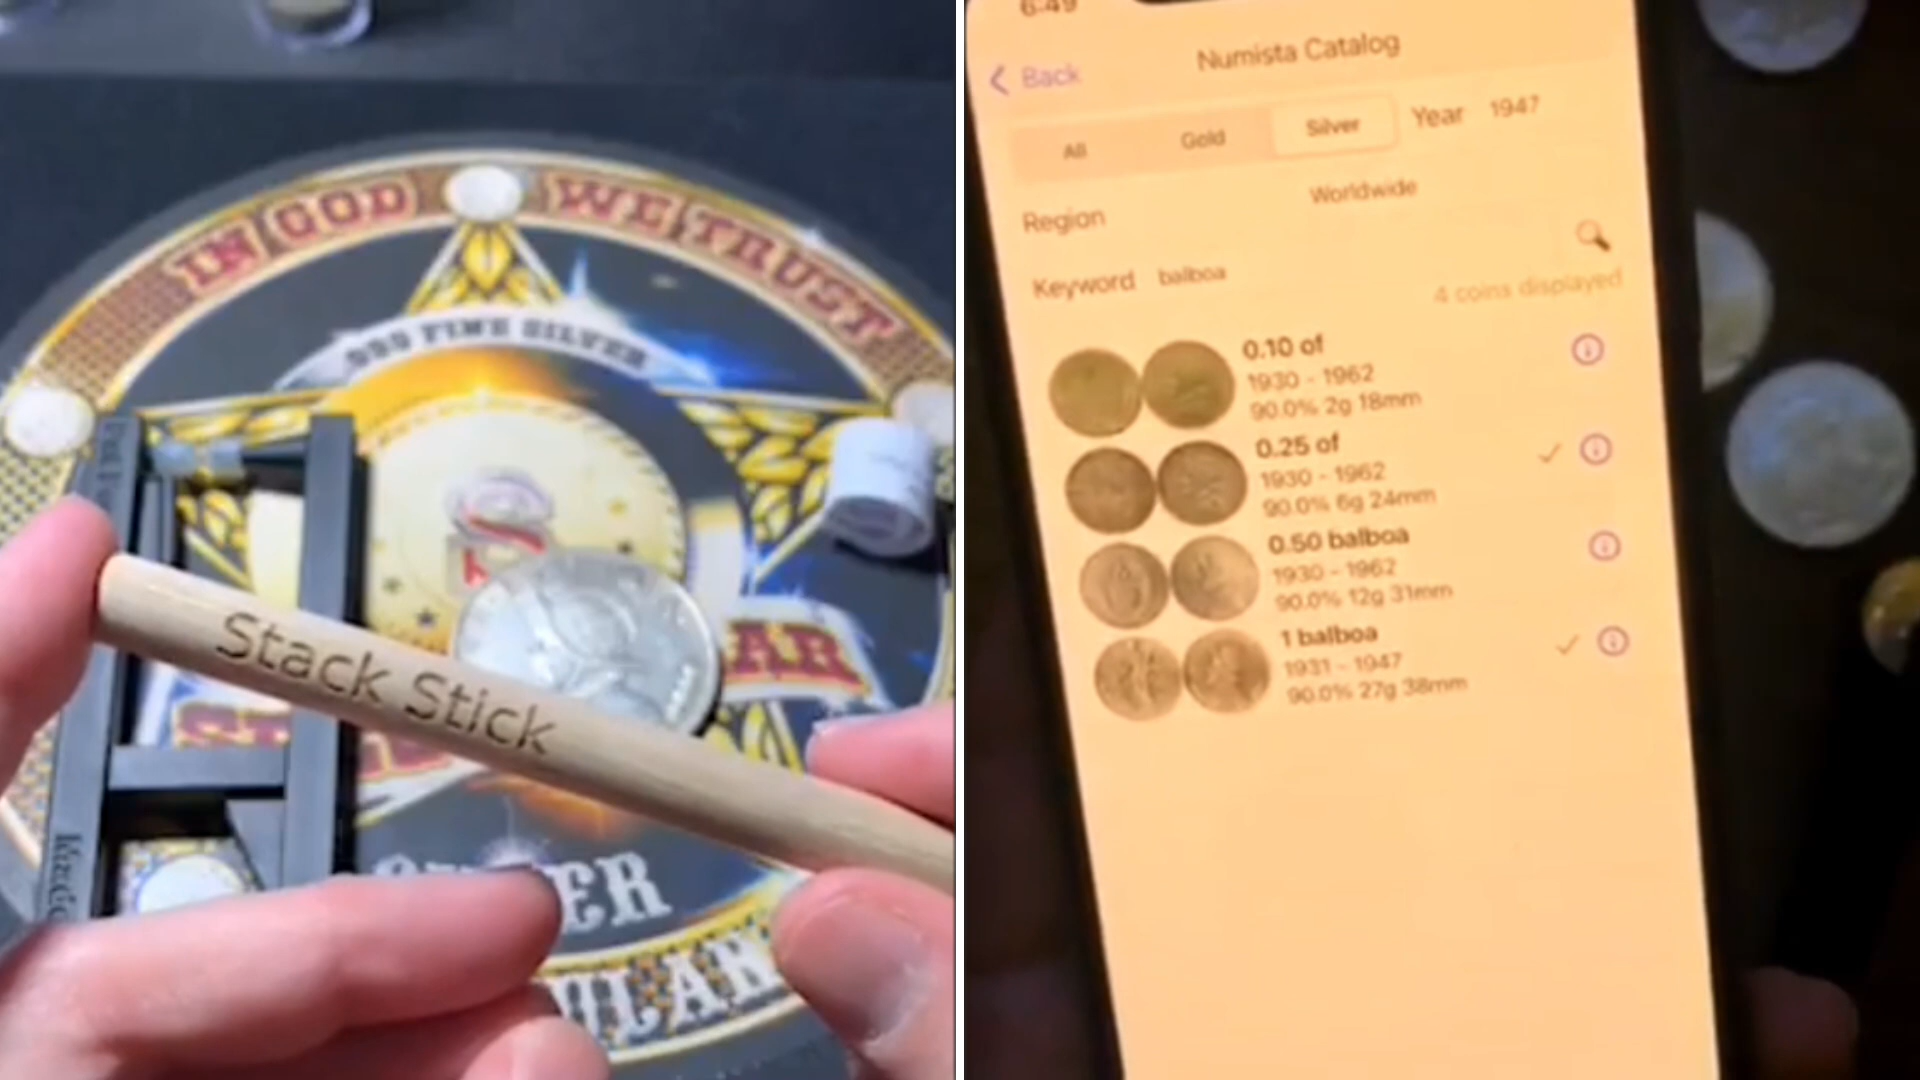 IN GOD WE TRUST
.999 FINE SILVER
Stack Stick
6:49
Back
Numista Catalog
All
Gold
Silver
Year 1947
Region
Worldwide
Keyword balboa
4 coins displayed
0.10 of
1930 - 1962
90.0% 2g 18mm
0.25 of
1930 - 1962
90.0% 6g 24mm
0.50 balboa
1930 - 1962
90.0% 12g 31mm
1 balboa
1931 - 1947
90.0% 27g 38mm